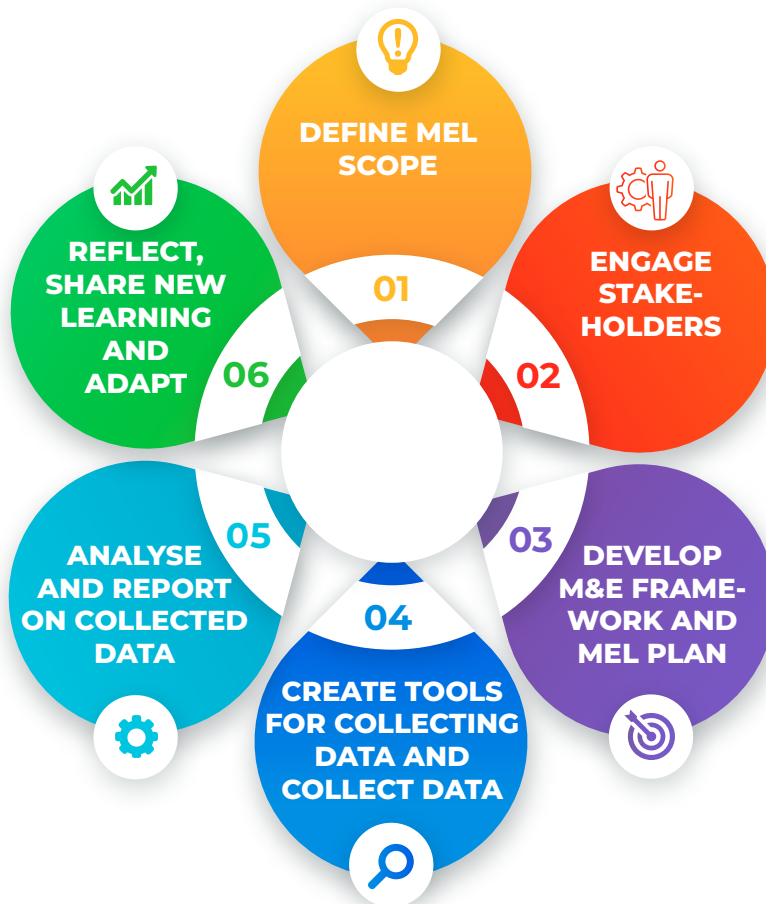 DEFINE MEL
SCOPE
01
ENGAGE
STAKE-
HOLDERS
02
03
DEVELOP
M&E FRAME-
WORK AND
MEL PLAN
04
CREATE TOOLS
FOR COLLECTING
DATA AND
COLLECT DATA
05
ANALYSE
AND REPORT
ON COLLECTED
DATA
REFLECT,
SHARE NEW
LEARNING
AND
ADAPT
06